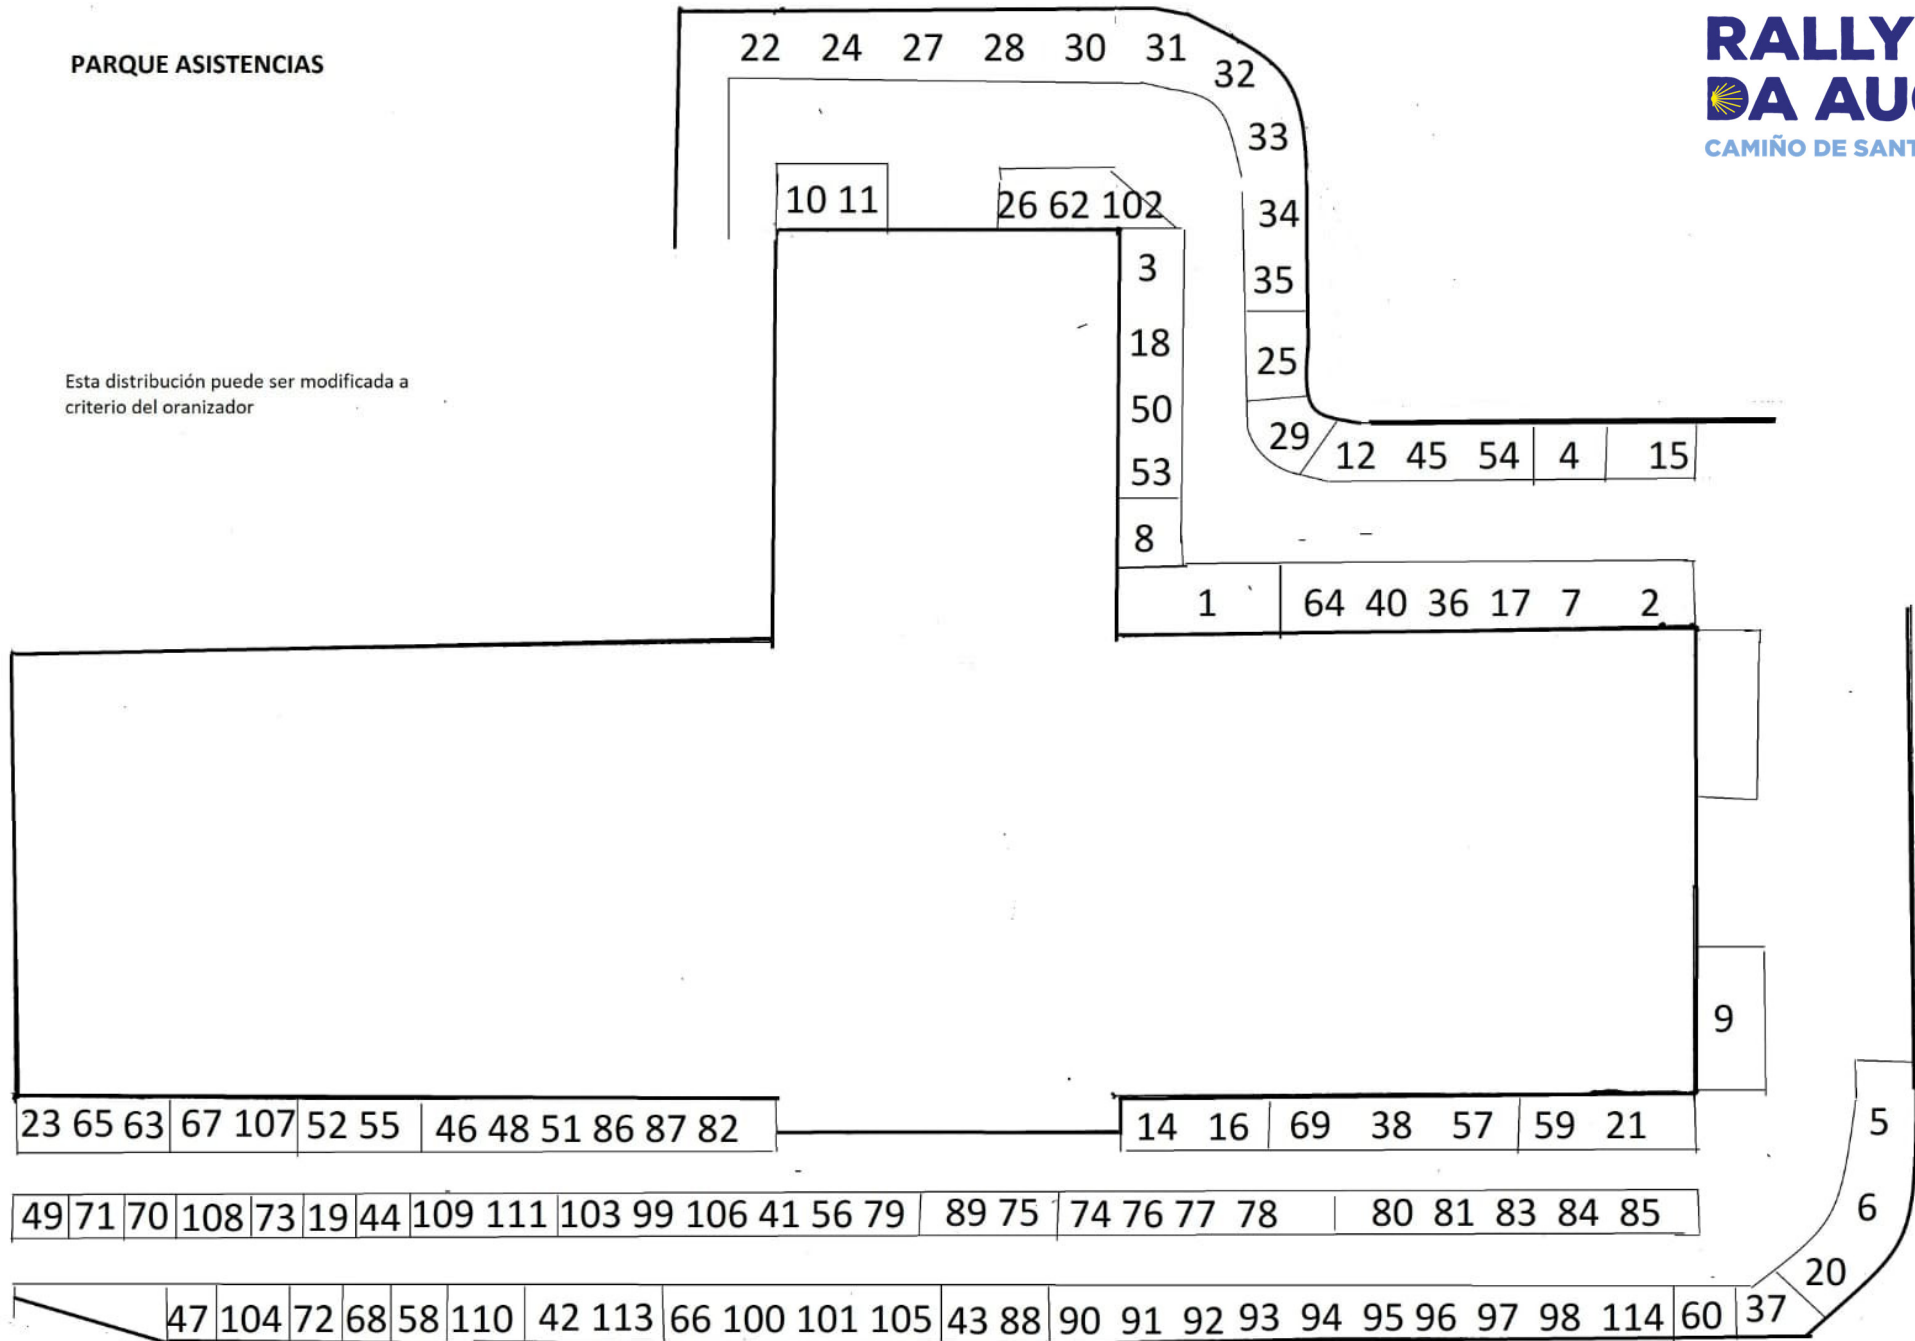 PARQUE ASISTENCIAS
RALLY
DA AU
CAMIÑO DE SANT
22 24 27 28 30 31
32
33
34
35
25
29
10 11
26 62 102
3
18
50
53
8
12 45 54 4 15
Esta distribución puede ser modificada a
criterio del oranizador
1 64 40 36 17 7 2
9
23 65 63 67 107 52 55 46 48 51 86 87 82
14 16 69 38 57 59 21
5
6
20
49 71 70 108 73 19 44 109 111 103 99 106 41 56 79 89 75 74 76 77 78 80 81 83 84 85
47 104 72 68 58 110 42 113 66 100 101 105 43 88 90 91 92 93 94 95 96 97 98 114 60 37